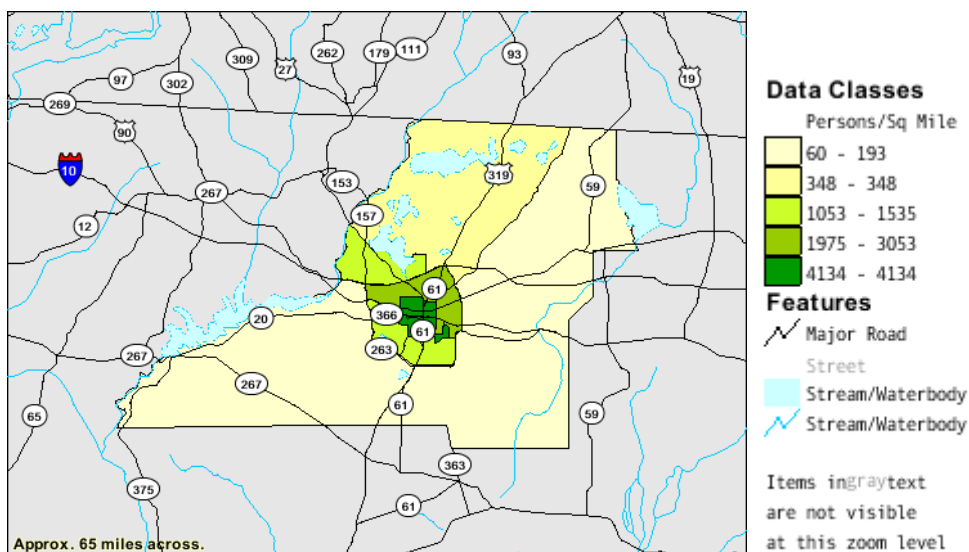 262
179
111
309
27
93
97
302
19
269
90
10
153
319
267
59
157
12
61
366
20
61
267
263
267
61
65
59
363
375
61
Approx. 65 miles across.
Data Classes
Persons/Sq Mile
60 - 193
348 - 348
1053 - 1535
1975 - 3053
4134 - 4134
Features
Major Road
Street
Stream/Waterbody
Stream/Waterbody
Items in gray text
are not visible
at this zoom level